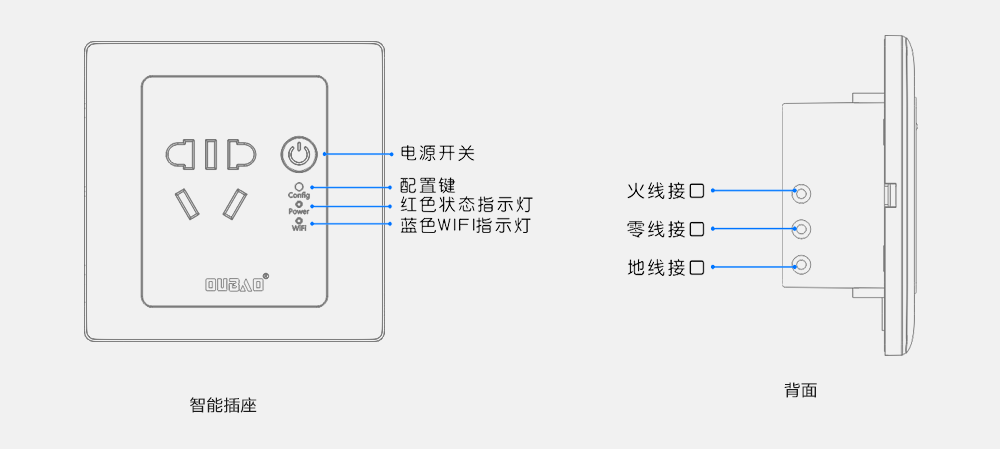 电源开关
配置键
Config
红色状态指示灯
Power
蓝色WIFI指示灯
WIFI
OUBAO®
智能插座
火线接口
零线接口
地线接口
背面